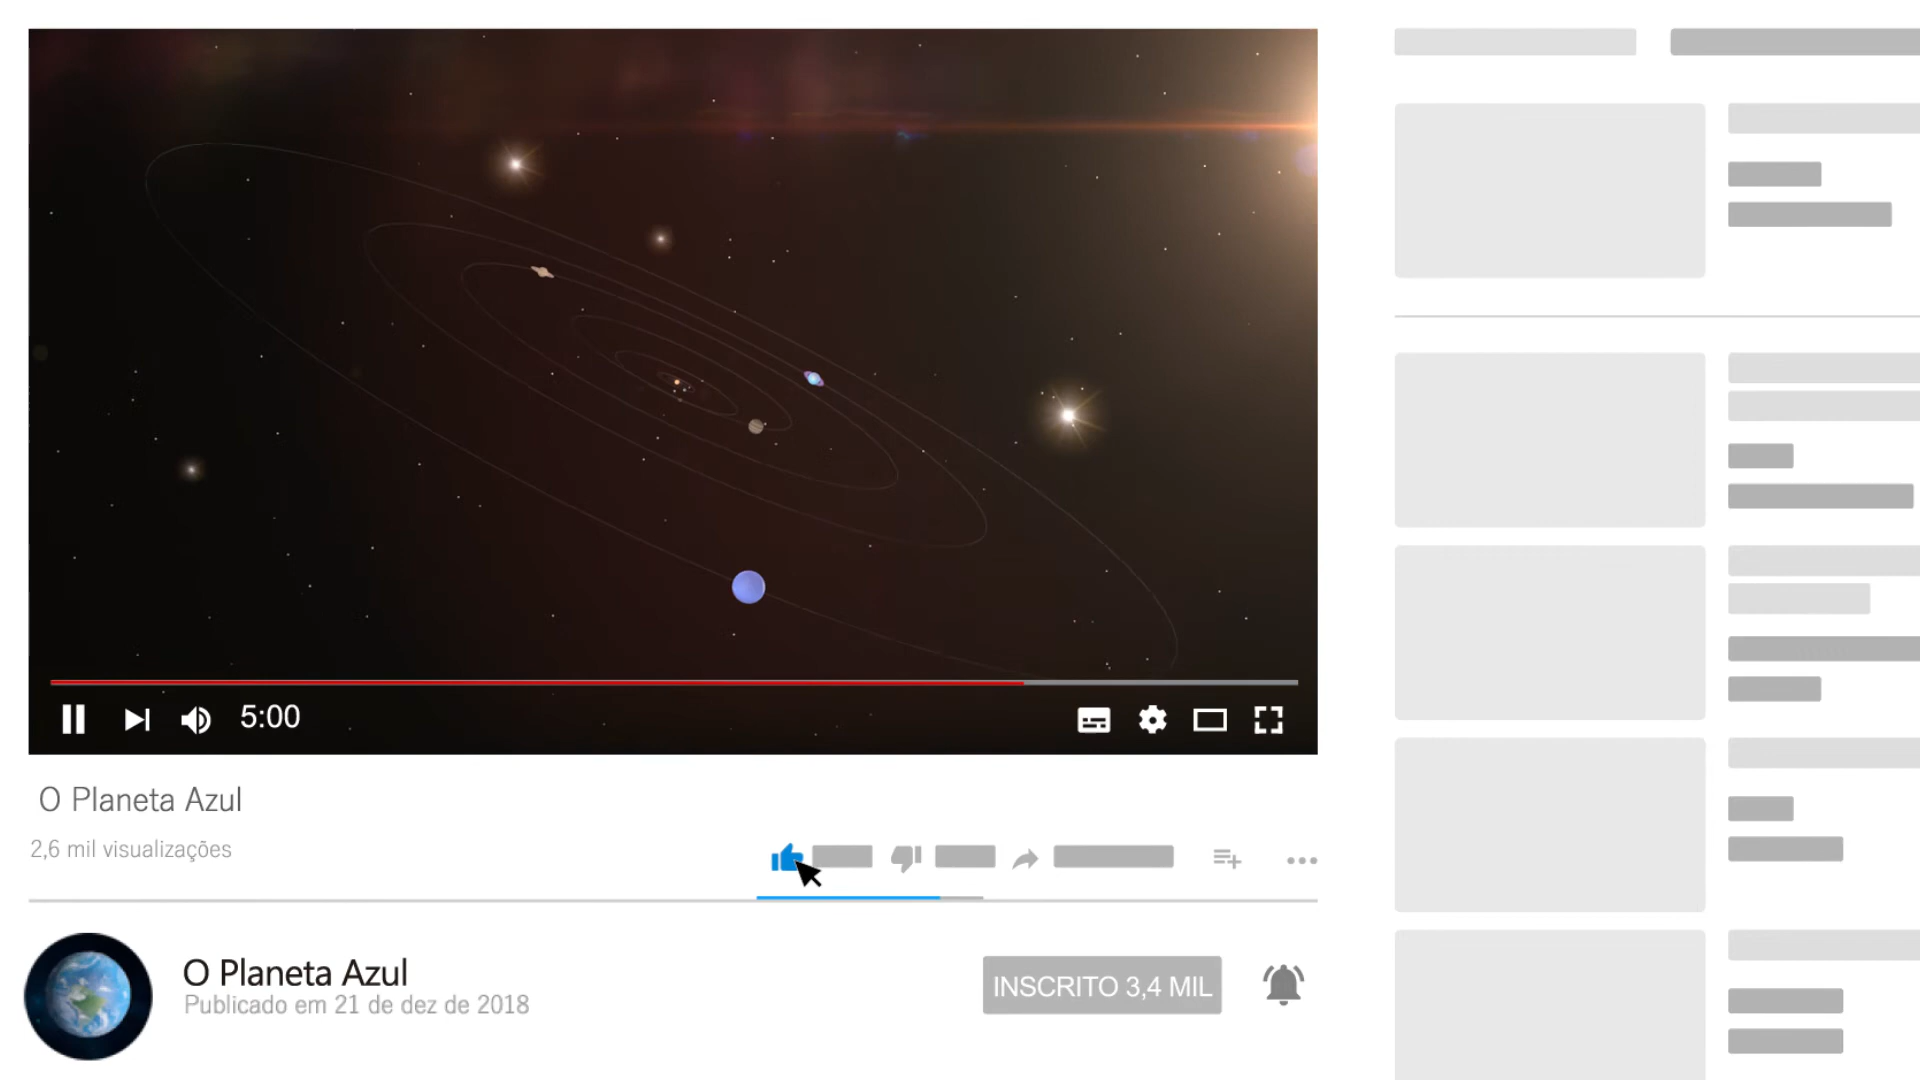 5:00
O Planeta Azul
2,6 mil visualizações
O Planeta Azul
Publicado em 21 de dez de 2018
INSCRITO 3,4 MIL